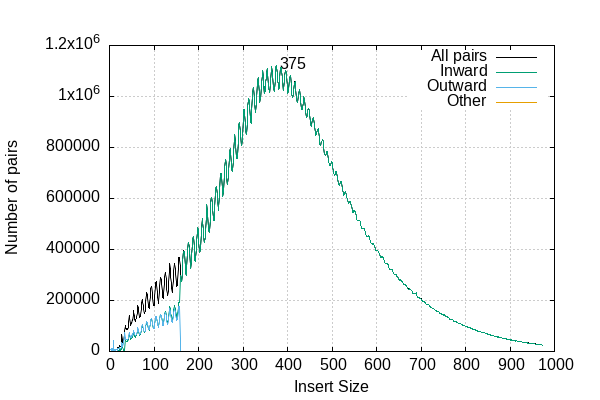 1.2x10^6
1x10^6
800000
600000
400000
200000
0
Number of pairs
375
All pairs
Inward
Outward
Other
0 100 200 300 400 500 600 700 800 900 1000
Insert Size